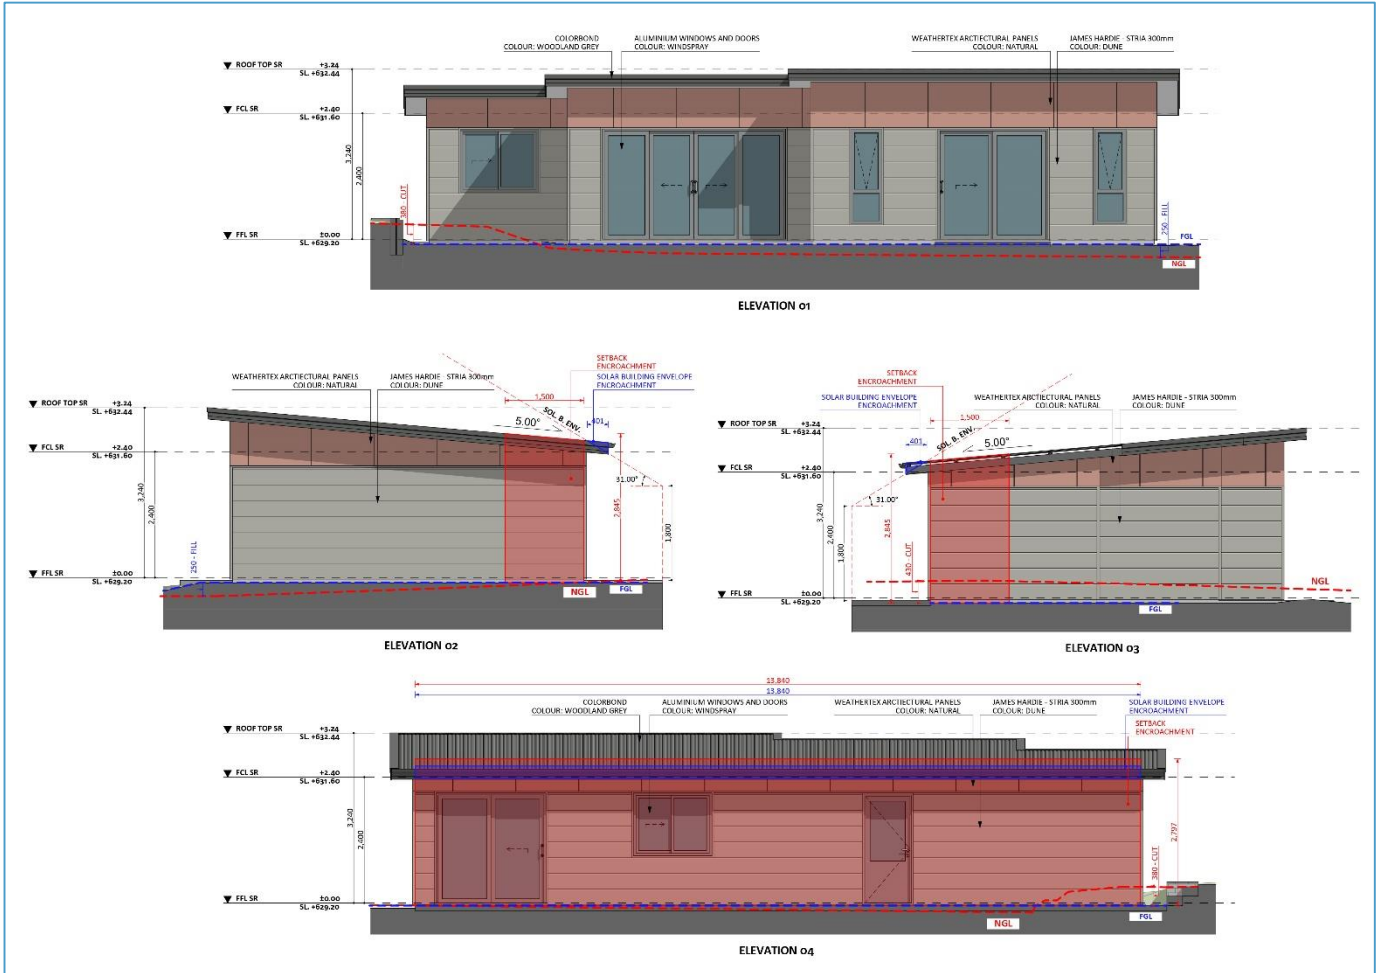 COLORBOND
COLOUR: WOODLAND GREY
ALUMINIUM WINDOWS AND DOORS
COLOUR: WINDSPRAY
WEATHERTEX ARCTIECTURAL PANELS
COLOUR: NATURAL
JAMES HARDIE - STRIA 300mm
COLOUR: DUNE
ROOF TOP SR
+3.24
SL. +632.44
FCL SR
+2.40
SL. +631.60
3,240
2,400
380 - CUT
FFL SR
±0.00
SL. +629.20
250 - FILL
FGL
NGL
ELEVATION 01
SETBACK
ENCROACHMENT
SOLAR BUILDING ENVELOPE
ENCROACHMENT
WEATHERTEX ARCTIECTURAL PANELS
COLOUR: NATURAL
JAMES HARDIE - STRIA 300mm
COLOUR: DUNE
1,500
SOL. B. ENV.
401
5.00°
ROOF TOP SR
+3.24
SL. +632.44
FCL SR
+2.40
SL. +631.60
31.00°
3,240
2,400
2,845
1,800
250 - FILL
FFL SR
±0.00
SL. +629.20
NGL
FGL
ELEVATION 02
SETBACK
ENCROACHMENT
SOLAR BUILDING ENVELOPE
ENCROACHMENT
WEATHERTEX ARCTIECTURAL PANELS
COLOUR: NATURAL
JAMES HARDIE - STRIA 300mm
COLOUR: DUNE
1,500
SOL. B. ENV.
401
5.00°
ROOF TOP SR
+3.24
SL. +632.44
FCL SR
+2.40
SL. +631.60
31.00°
3,240
2,400
1,800
2,845
430 - CUT
NGL
FFL SR
±0.00
SL. +629.20
FGL
ELEVATION 03
13,840
13,840
COLORBOND
COLOUR: WOODLAND GREY
ALUMINIUM WINDOWS AND DOORS
COLOUR: WINDSPRAY
WEATHERTEX ARCTIECTURAL PANELS
COLOUR: NATURAL
JAMES HARDIE - STRIA 300mm
COLOUR: DUNE
SOLAR BUILDING ENVELOPE
ENCROACHMENT
SETBACK
ENCROACHMENT
ROOF TOP SR
+3.24
SL. +632.44
FCL SR
+2.40
SL. +631.60
3,240
2,400
2,797
380 - CUT
FFL SR
±0.00
SL. +629.20
NGL
FGL
ELEVATION 04